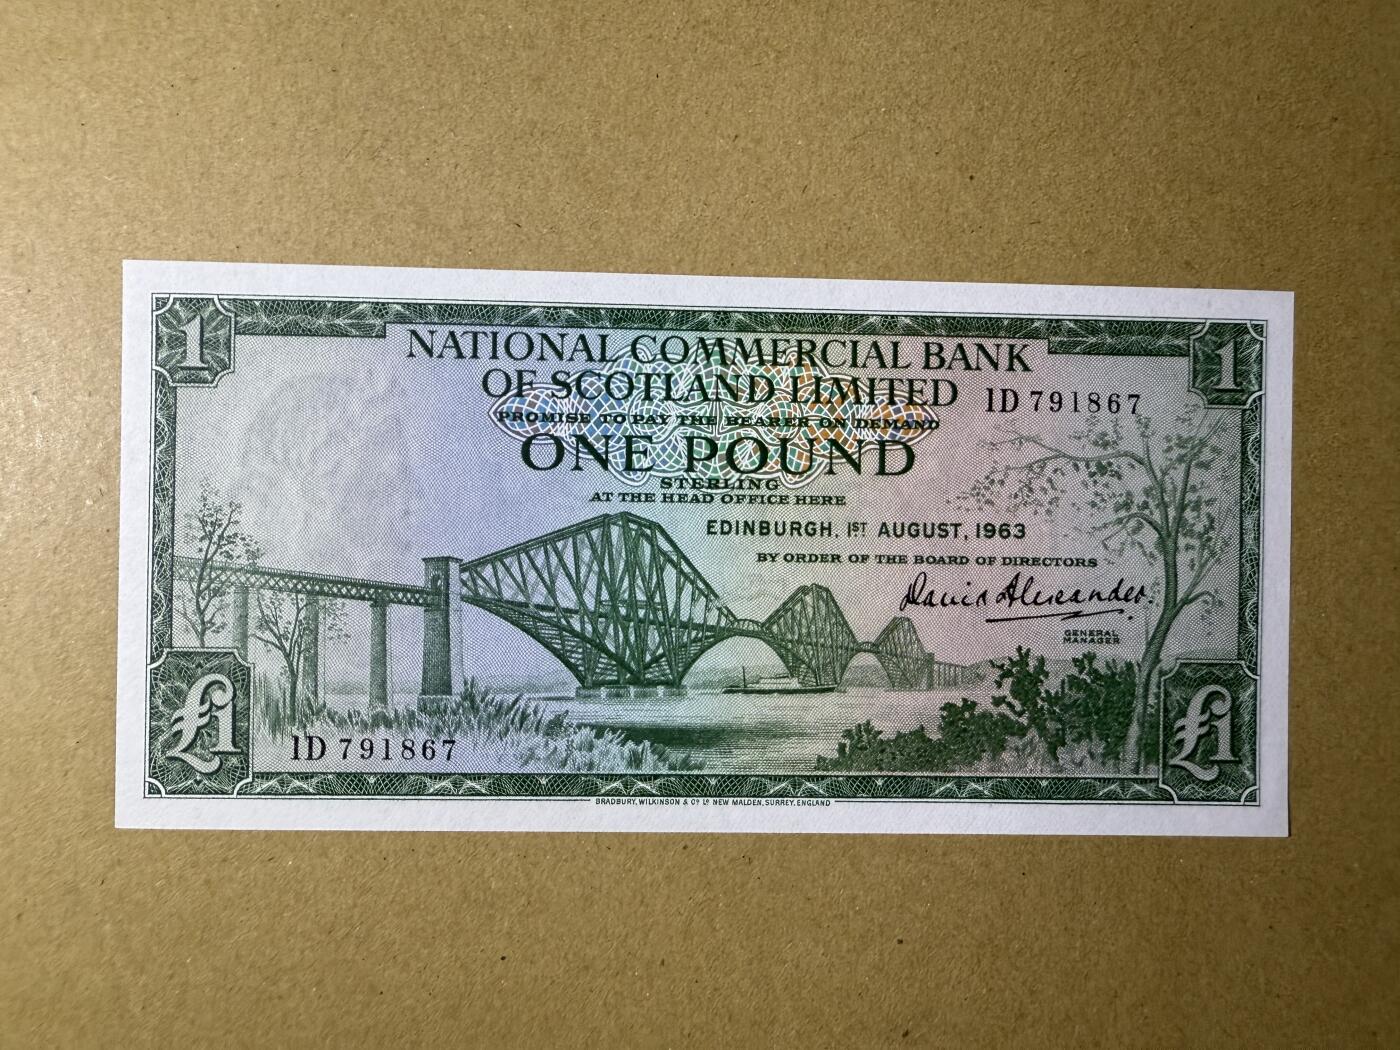 1
1
NATIONAL COMMERCIAL BANK
OF SCOTLAND LIMITED
1D 791867
PROMISE TO PAY THE BEARER ON DEMAND
ONE POUND
STERLING
AT THE HEAD OFFICE HERE
EDINBURGH, 1ST AUGUST, 1963
BY ORDER OF THE BOARD OF DIRECTORS
David Alexander
GENERAL
MANAGER
£1
£1
1D 791867
BRADBURY, WILKINSON & Co Ld NEW MALDEN, SURREY, ENGLAND